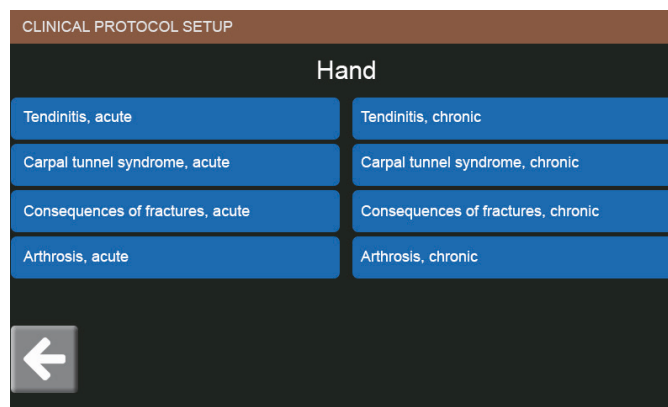 CLINICAL PROTOCOL SETUP
Hand
Tendinitis, acute
Tendinitis, chronic
Carpal tunnel syndrome, acute
Carpal tunnel syndrome, chronic
Consequences of fractures, acute
Consequences of fractures, chronic
Arthrosis, acute
Arthrosis, chronic